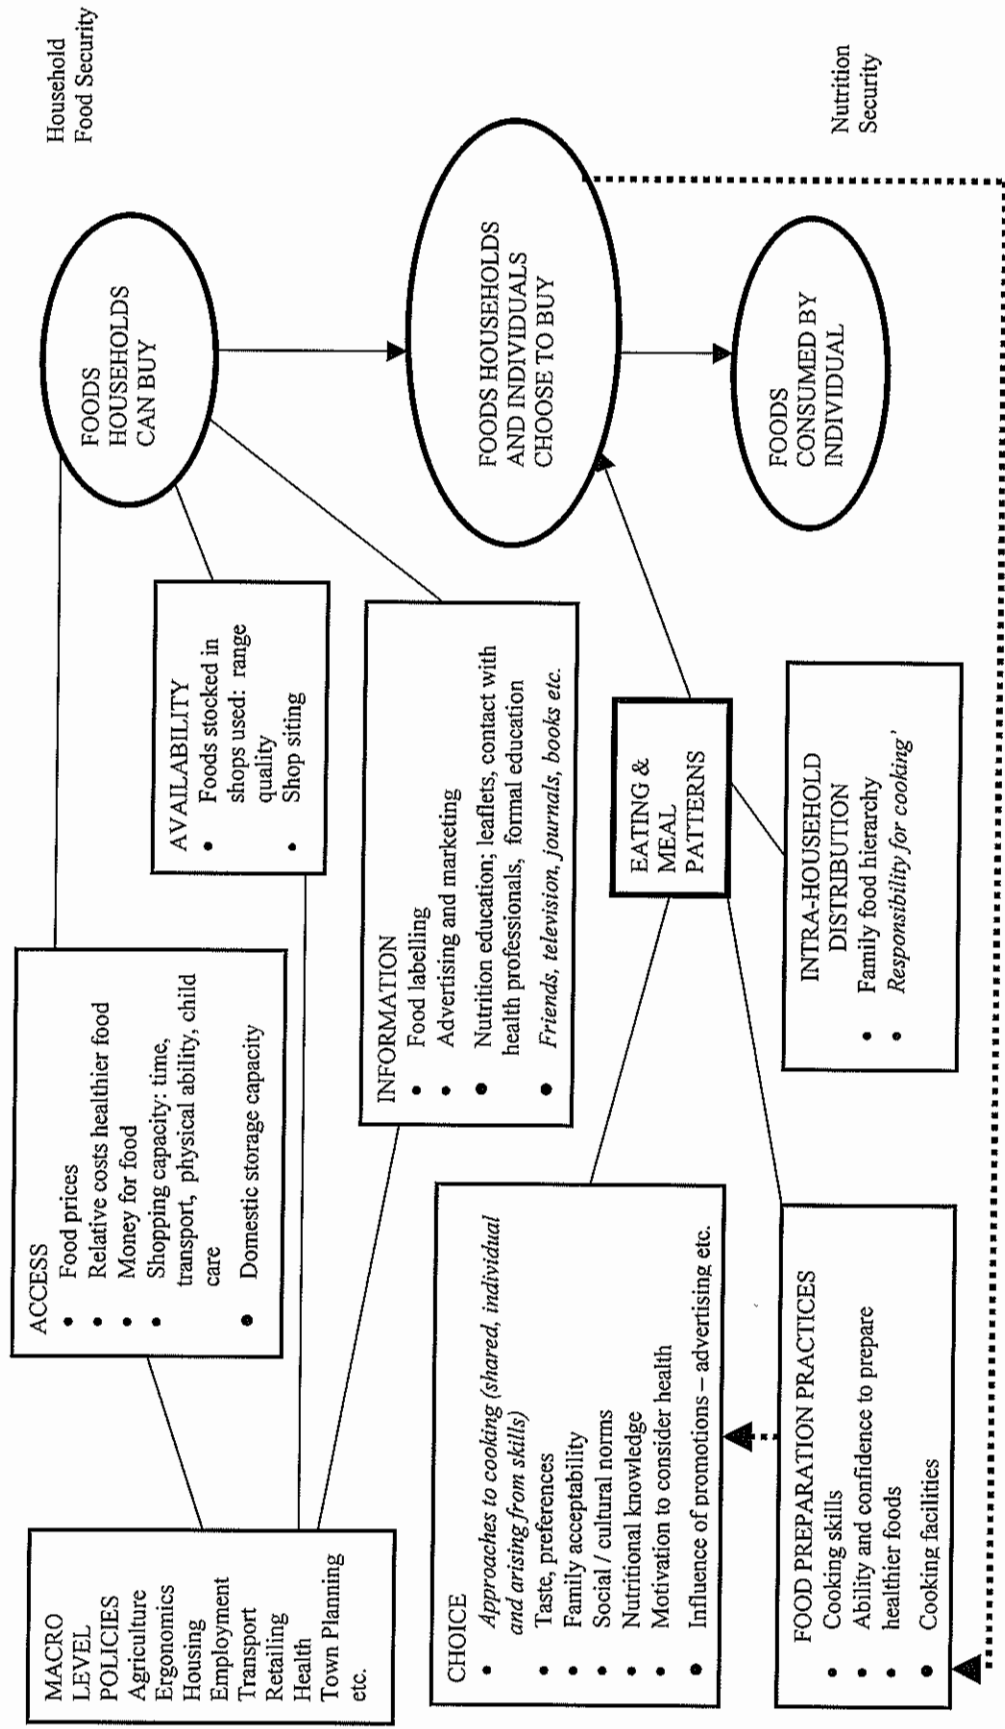 MACRO
LEVEL
POLICIES
Agriculture
Ergonomics
Housing
Employment
Transport
Retailing
Health
Town Planning
etc.
ACCESS
• Food prices
• Relative costs healthier food
• Money for food
• Shopping capacity: time,
transport, physical ability, child
care
• Domestic storage capacity
AVAILABILITY
• Foods stocked in
shops used: range
quality
• Shop siting
FOODS
HOUSEHOLDS
CAN BUY
Household
Food Security
INFORMATION
• Food labelling
• Advertising and marketing
• Nutrition education; leaflets, contact with
health professionals, formal education
• Friends, television, journals, books etc.
CHOICE
• Approaches to cooking (shared, individual
and arising from skills)
• Taste, preferences
• Family acceptability
• Social / cultural norms
• Nutritional knowledge
• Motivation to consider health
• Influence of promotions – advertising etc.
EATING &
MEAL
PATTERNS
FOODS HOUSEHOLDS
AND INDIVIDUALS
CHOOSE TO BUY
FOOD PREPARATION PRACTICES
• Cooking skills
• Ability and confidence to prepare
• healthier foods
• Cooking facilities
INTRA-HOUSEHOLD
DISTRIBUTION
• Family food hierarchy
• Responsibility for cooking'
FOODS
CONSUMED BY
INDIVIDUAL
Nutrition
Security